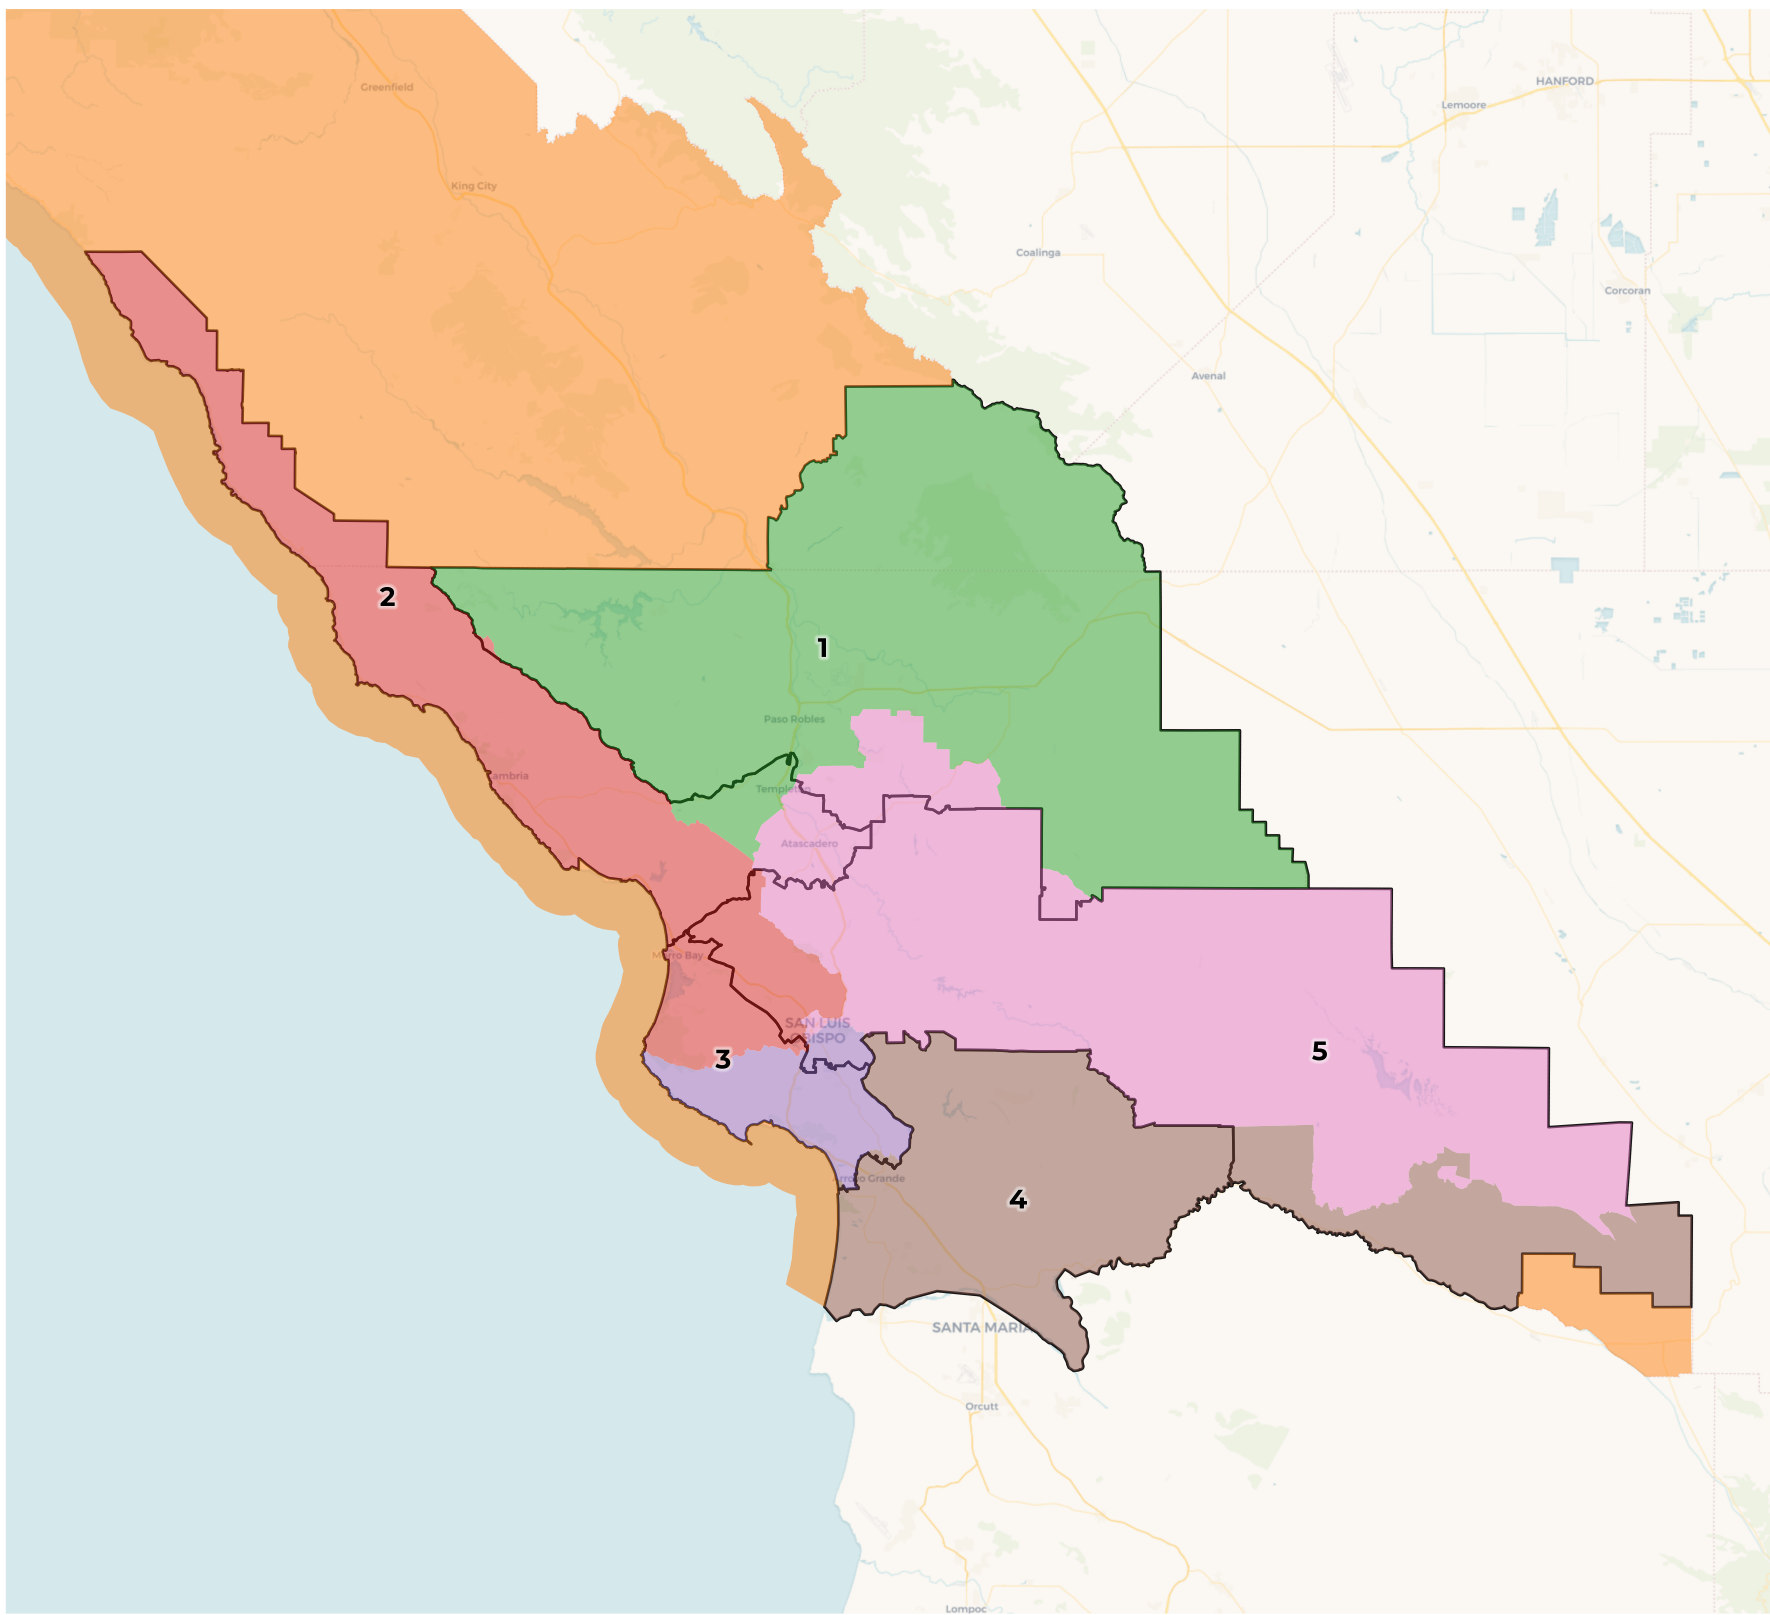 HANFORD
Greenfield
Lemoore
King City
Coalinga
Corcoran
Avenal
2
1
Paso Robles
Cambria
Templeton
Atascadero
Morro Bay
SAN LUIS
OBISPO
3
5
Arroyo Grande
4
SANTA MARIA
Orcutt
Lompoc